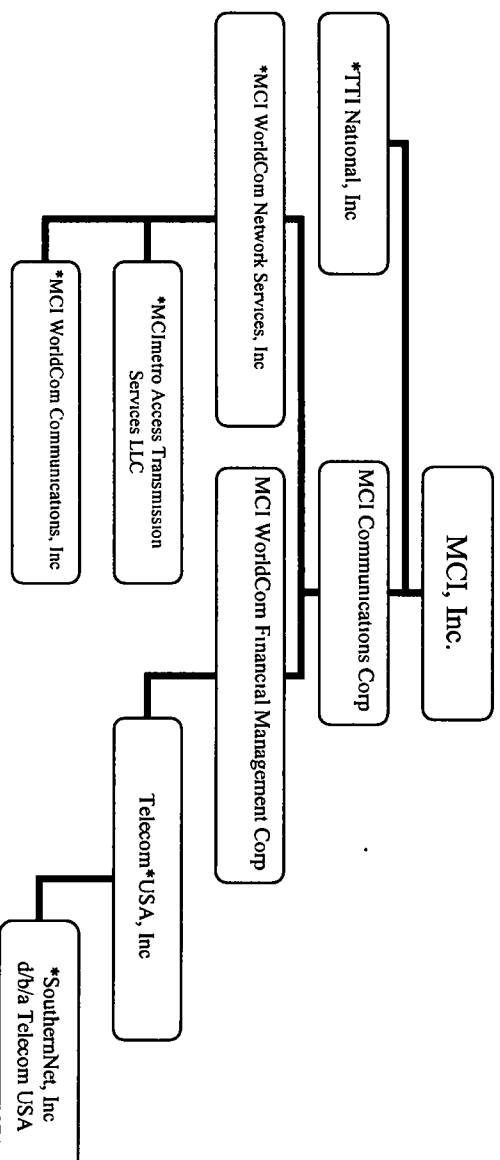 MCI, Inc.
*TTI National, Inc
MCI Communications Corp
*MCI WorldCom Network Services, Inc
MCI WorldCom Financial Management Corp
*MCImetro Access Transmission
Services LLC
Telecom*USA, Inc
*MCI WorldCom Communications, Inc
*SouthernNet, Inc
d/b/a Telecom USA